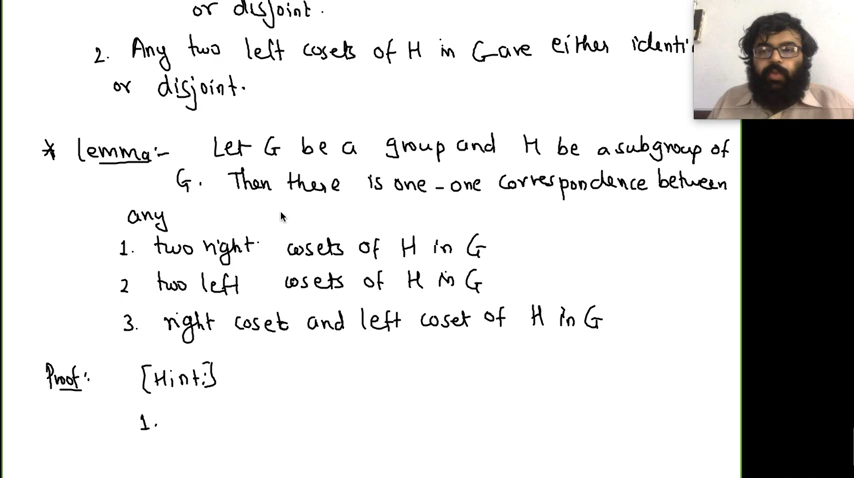 or disjoint.
2. Any two left cosets of H in G are either
or disjoint.
* Lemma:- Let G be a group and H be a subgroup of
G. Then there is one-one correspondence between
any
1. two right cosets of H in G
2 two left cosets of H in G
3. right coset and left coset of H in G
Proof: [Hint:]
1.